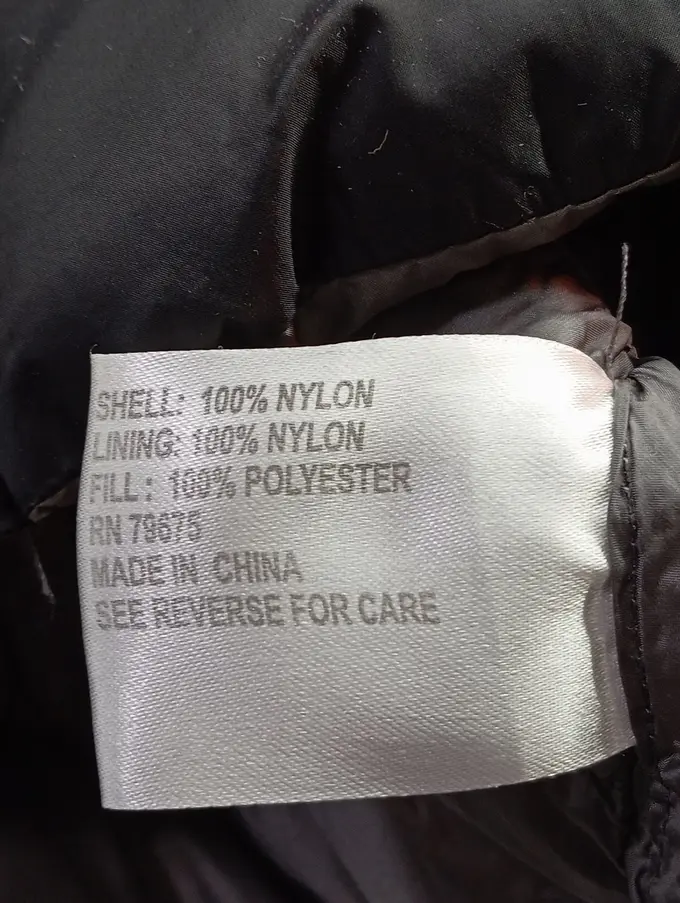 SHELL: 100% NYLON
LINING: 100% NYLON
FILL: 100% POLYESTER
RN 79675
MADE IN CHINA
SEE REVERSE FOR CARE